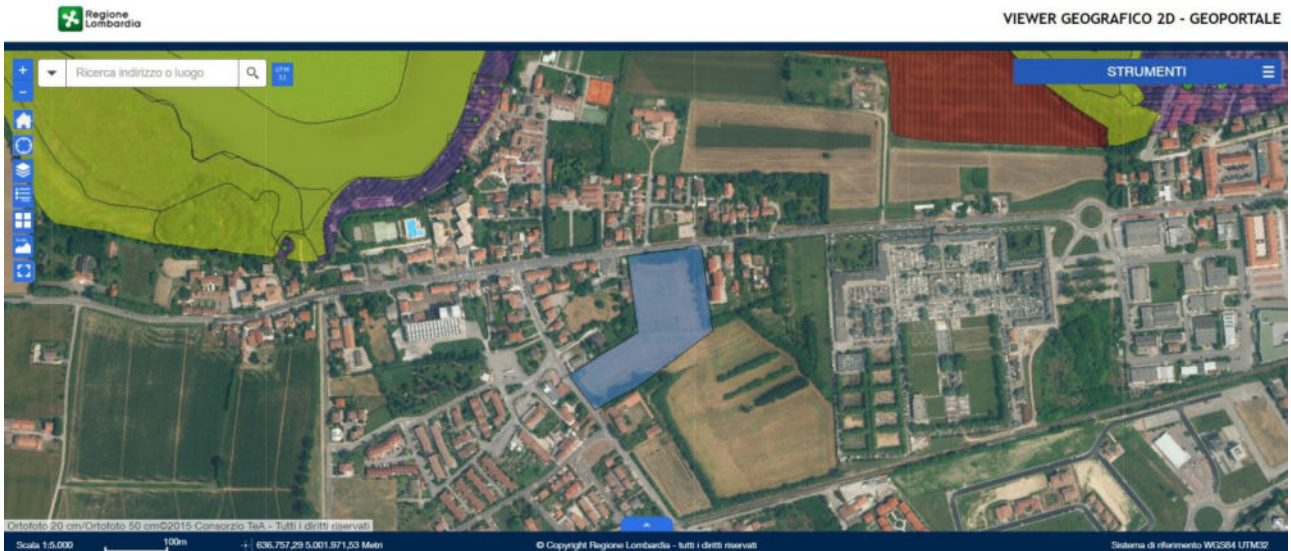 Regione
Lombardia
VIEWER GEOGRAFICO 2D - GEOPORTALE
+
Ricerca indirizzo o luogo
UTM
32
STRUMENTI
−
Ortofoto 20 cm/Ortofoto 50 cm©2015 Consorzio TeA - Tutti i diritti riservati
Scala 1:5.000
100m
636.757,29 5.001.971,53 Metri
© Copyright Regione Lombardia - tutti i diritti riservati
Sistema di riferimento WGS84 UTM32